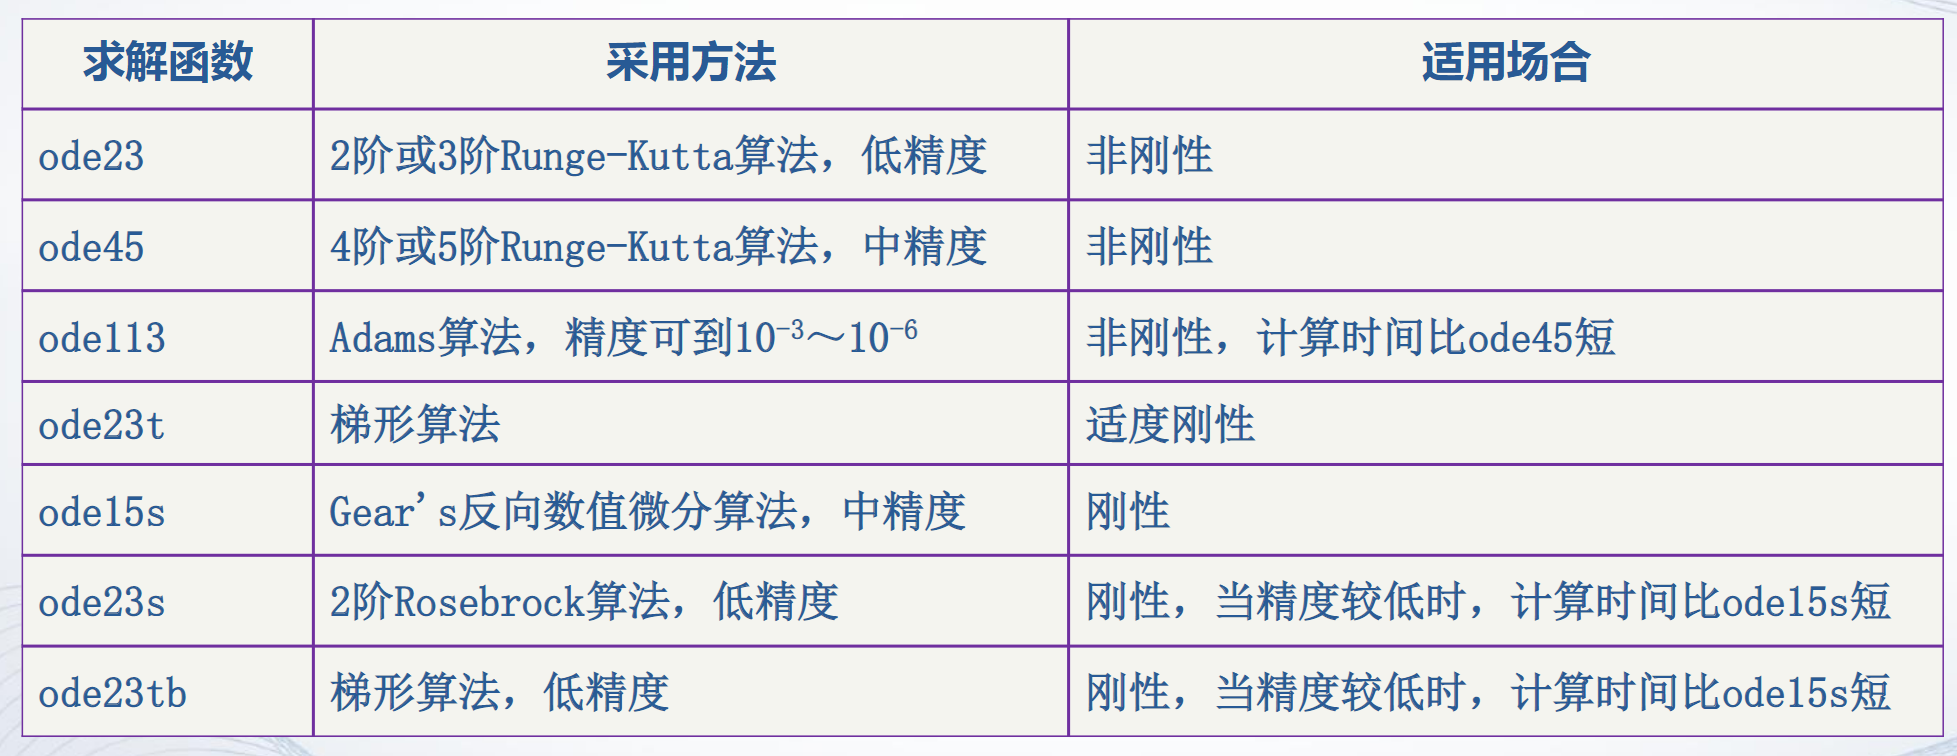 求解函数 采用方法 适用场合
ode23 2阶或3阶Runge-Kutta算法，低精度 非刚性
ode45 4阶或5阶Runge-Kutta算法，中精度 非刚性
ode113 Adams算法，精度可到10⁻³～10⁻⁶ 非刚性，计算时间比ode45短
ode23t 梯形算法 适度刚性
ode15s Gear's反向数值微分算法，中精度 刚性
ode23s 2阶Rosebrock算法，低精度 刚性，当精度较低时，计算时间比ode15s短
ode23tb 梯形算法，低精度 刚性，当精度较低时，计算时间比ode15s短